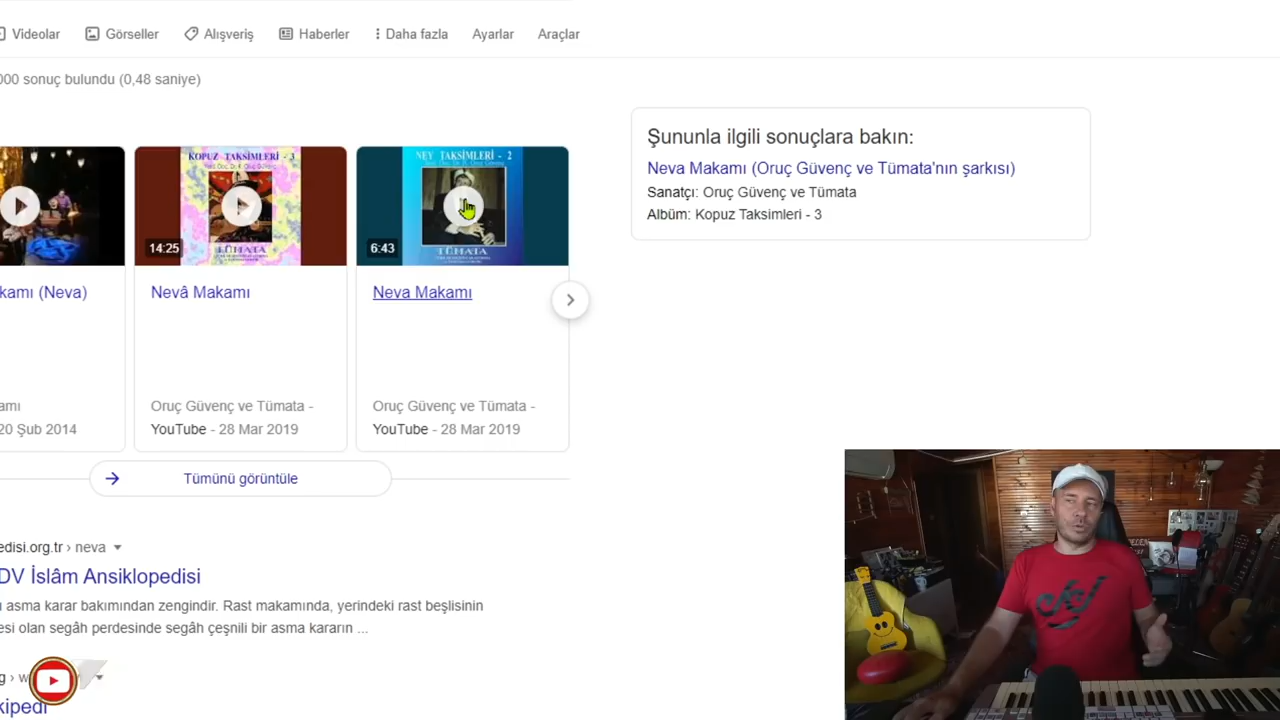 Videolar Görseller Alışveriş Haberler Daha fazla Ayarlar Araçlar
000 sonuç bulundu (0,48 saniye)
Şununla ilgili sonuçlara bakın:
Neva Makamı (Oruç Güvenç ve Tümata'nın şarkısı)
Sanatçı: Oruç Güvenç ve Tümata
Albüm: Kopuz Taksimleri - 3
KOPUZ TAKSİMLERİ - 3
14:25
TÜMATA
NEY TAKSİMLERİ - 2
6:43
TÜMATA
kamı (Neva)
Nevâ Makamı
Neva Makamı
amı
20 Şub 2014
Oruç Güvenç ve Tümata -
YouTube - 28 Mar 2019
Oruç Güvenç ve Tümata -
YouTube - 28 Mar 2019
Tümünü görüntüle
edisi.org.tr › neva
DV İslâm Ansiklopedisi
ı asma karar bakımından zengindir. Rast makamında, yerindeki rast beşlisinin
esi olan segâh perdesinde segâh çeşnili bir asma kararın ...
g › w
kipedi